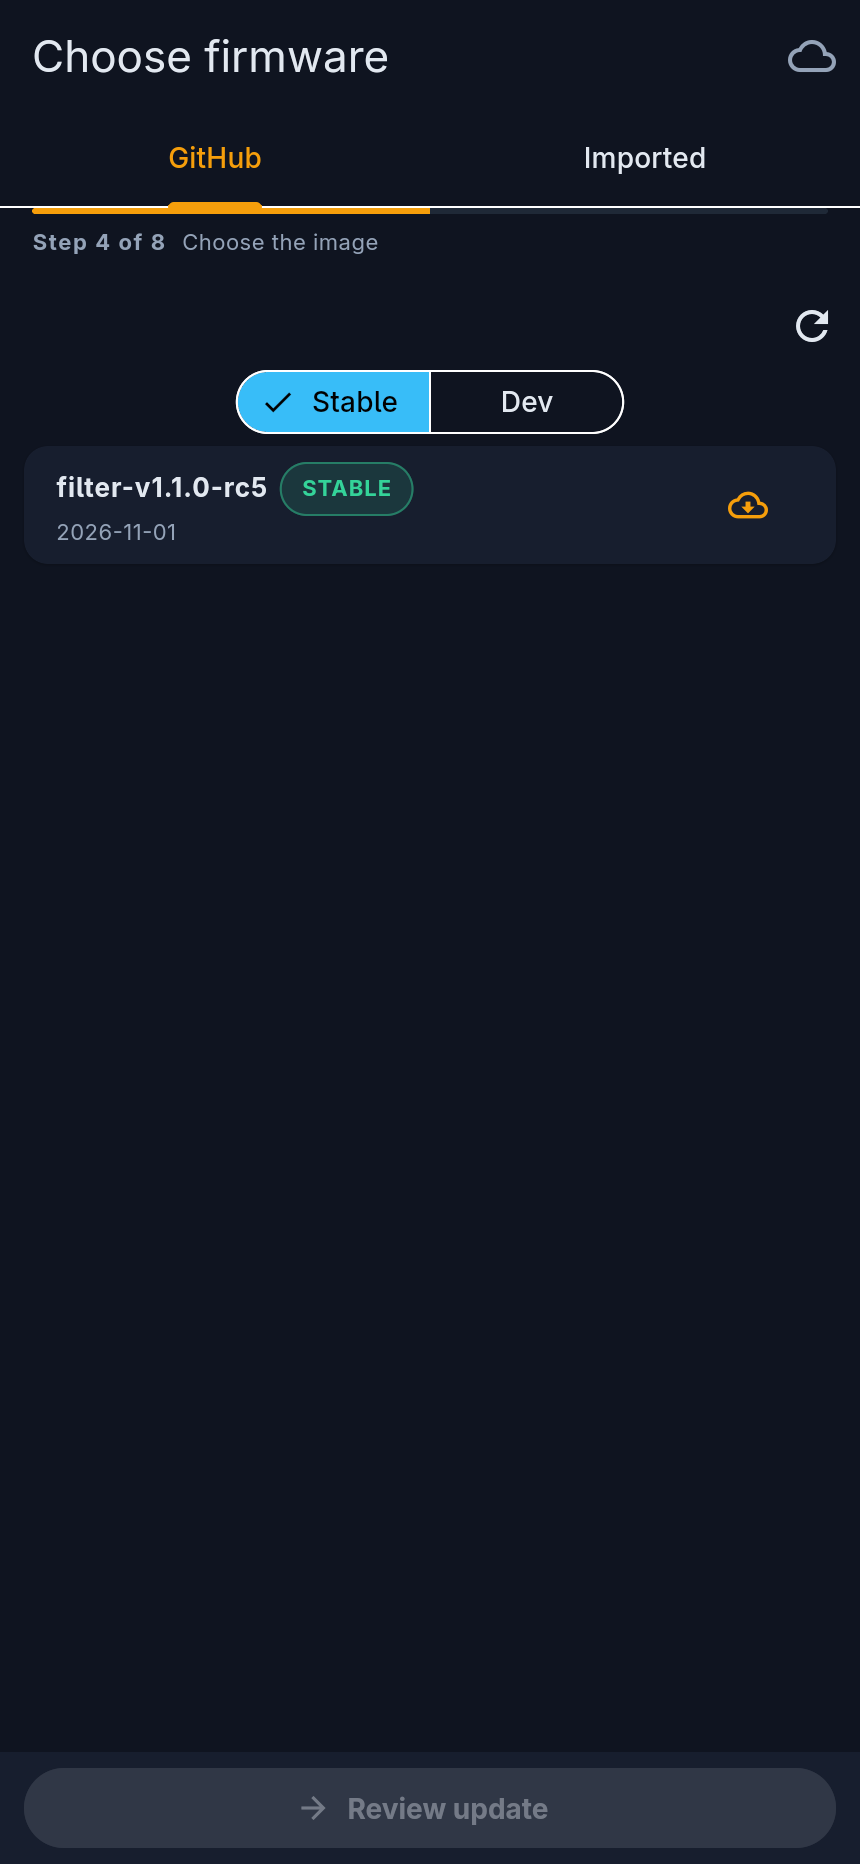 Choose firmware
GitHub Imported
Step 4 of 8 Choose the image
Stable Dev
filter-v1.1.0-rc5 STABLE
2026-11-01
Review update